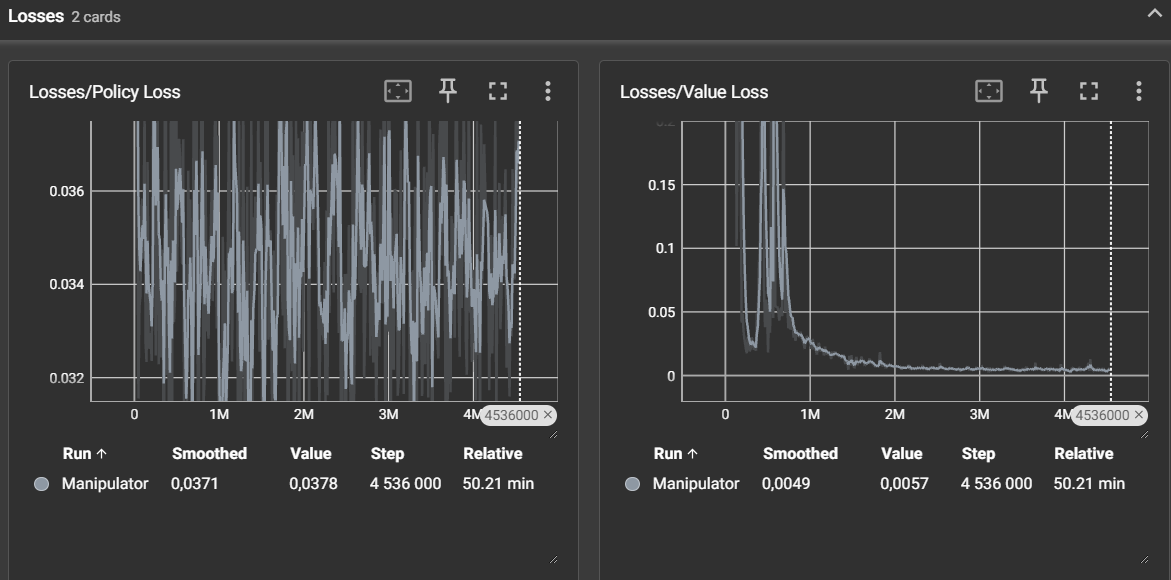 Losses 2 cards
Losses/Policy Loss
0.036
0.034
0.032
0 1M 2M 3M 4M 4536000 ×
Run ↑ Smoothed Value Step Relative
Manipulator 0,0371 0,0378 4 536 000 50.21 min
Losses/Value Loss
0.15
0.1
0.05
0
0 1M 2M 3M 4M 4536000 ×
Run ↑ Smoothed Value Step Relative
Manipulator 0,0049 0,0057 4 536 000 50.21 min